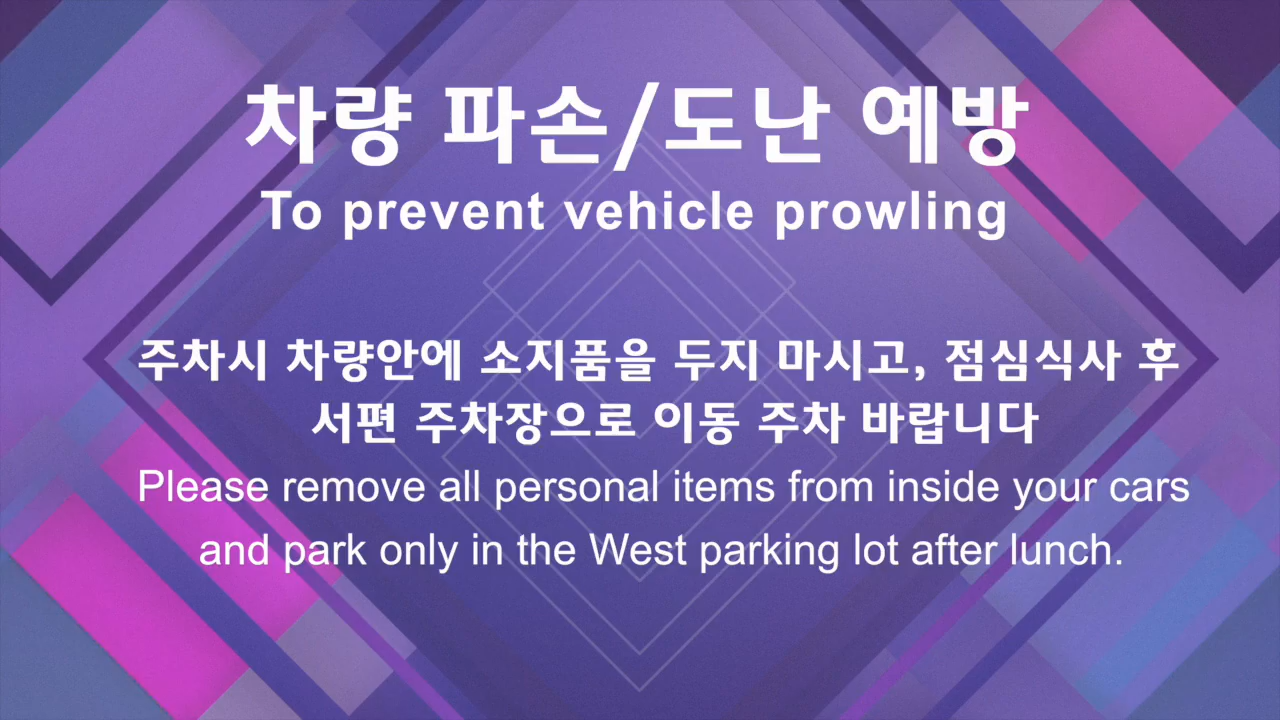 차량 파손/도난 예방
To prevent vehicle prowling
주차시 차량안에 소지품을 두지 마시고, 점심식사 후
서편 주차장으로 이동 주차 바랍니다
Please remove all personal items from inside your cars
and park only in the West parking lot after lunch.